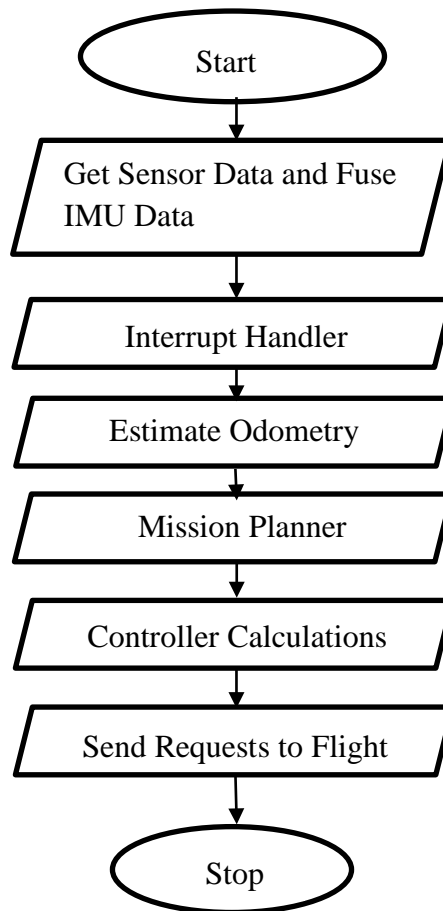 Start
Get Sensor Data and Fuse
IMU Data
Interrupt Handler
Estimate Odometry
Mission Planner
Controller Calculations
Send Requests to Flight
Stop